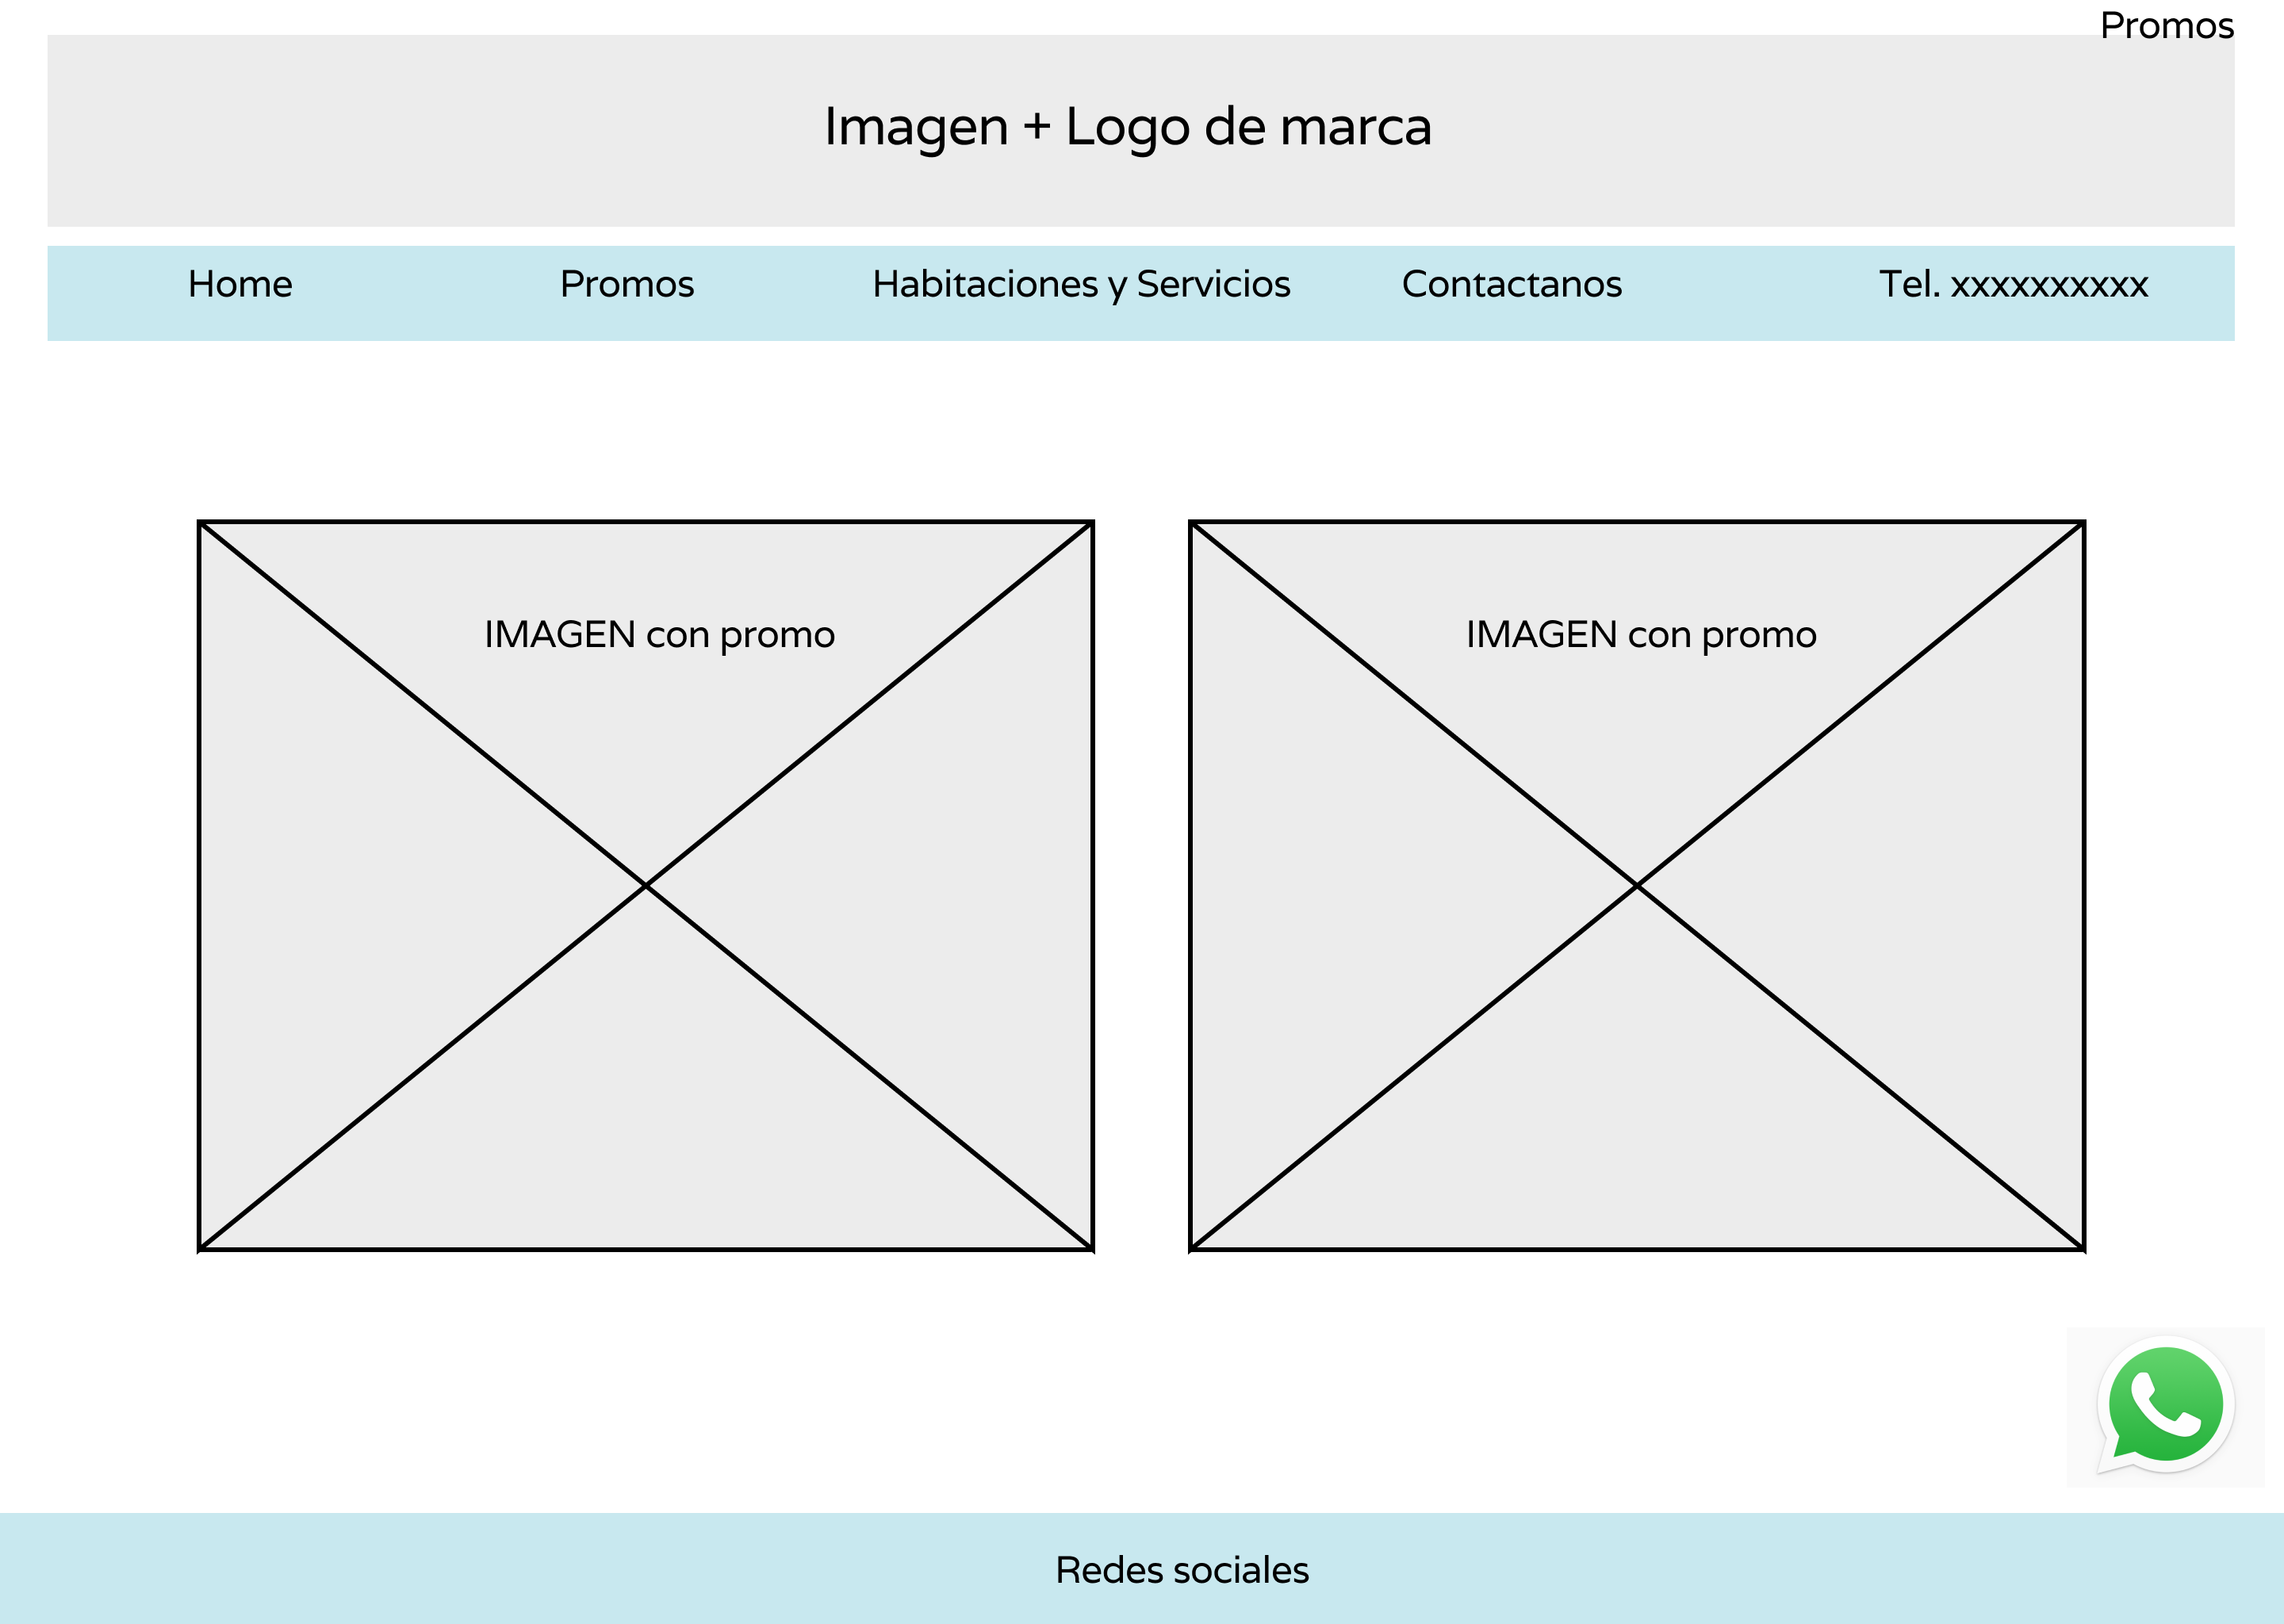 Promos
Imagen + Logo de marca
Home Promos Habitaciones y Servicios Contactanos Tel. xxxxxxxxxx
IMAGEN con promo IMAGEN con promo
Redes sociales